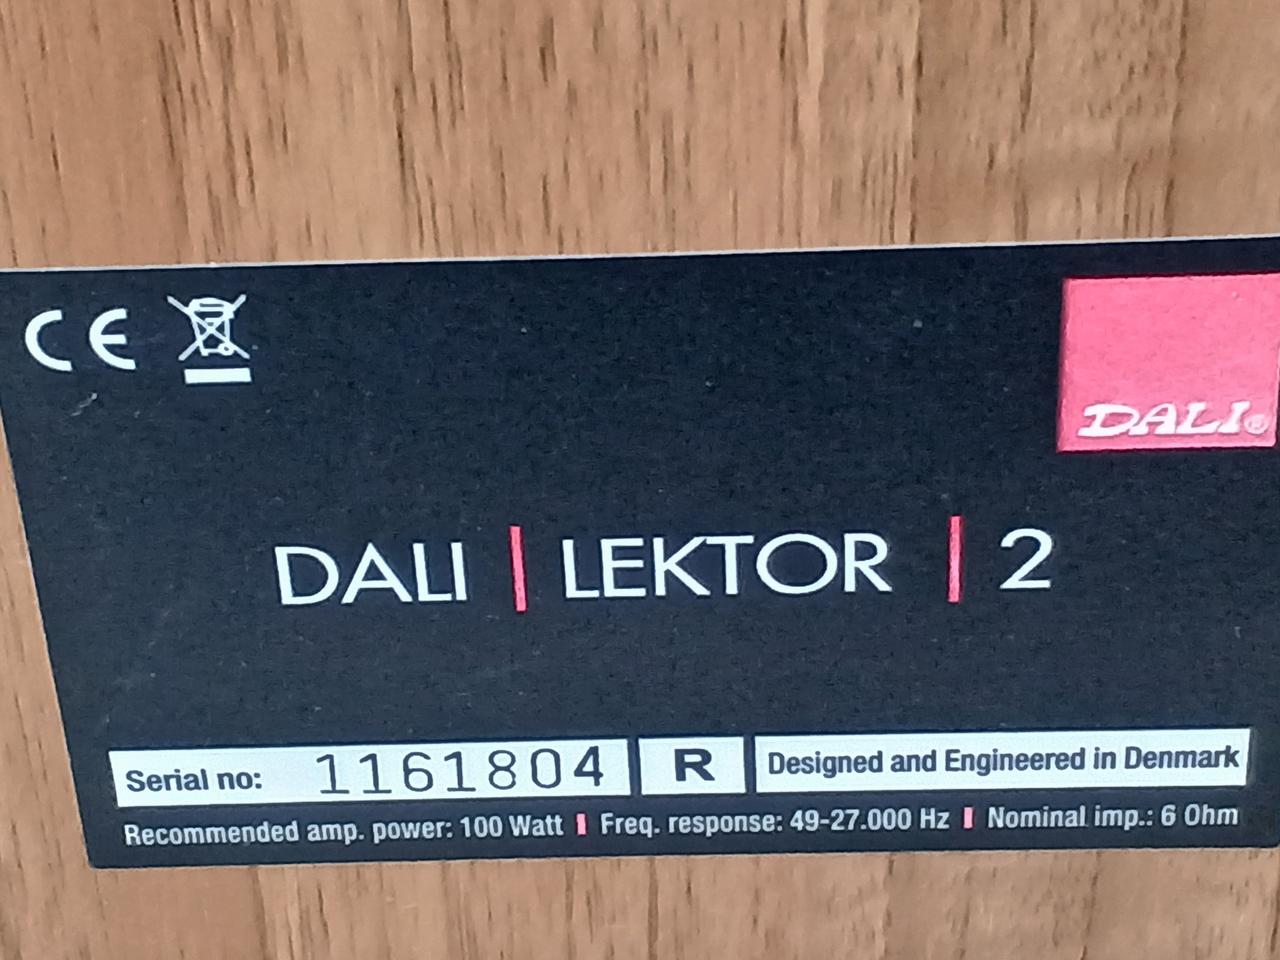 CE
DALI®
DALI | LEKTOR | 2
Serial no: 1161804 R Designed and Engineered in Denmark
Recommended amp. power: 100 Watt | Freq. response: 49-27.000 Hz | Nominal imp.: 6 Ohm